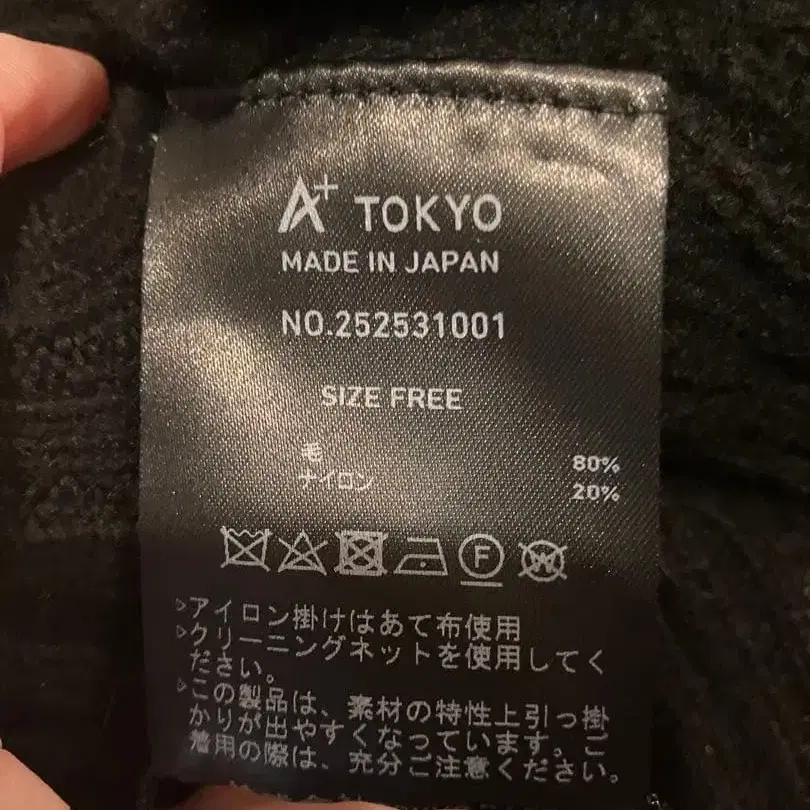 A+ TOKYO
MADE IN JAPAN
NO.252531001
SIZE FREE
毛 80%
ナイロン 20%
F W
▷アイロン掛けはあて布使用
▷クリーニングネットを使用してく
ださい。
▷この製品は、素材の特性上引っ掛
かりが出やすくなっています。ご
着用の際は、充分ご注意ください。